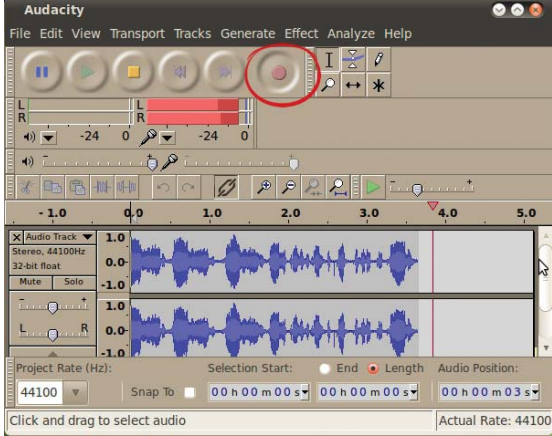 Audacity
File Edit View Transport Tracks Generate Effect Analyze Help
L
R
-24 0
L
R
-24 0
- 1.0 0.0 1.0 2.0 3.0 4.0 5.0
X Audio Track
Stereo, 44100Hz
32-bit float
Mute Solo
- +
L R
1.0
0.0
-1.0
1.0
0.0
-1.0
Project Rate (Hz): Selection Start: End Length Audio Position:
44100 Snap To 00 h 00 m 00 s 00 h 00 m 00 s 00 h 00 m 03 s
Click and drag to select audio Actual Rate: 44100